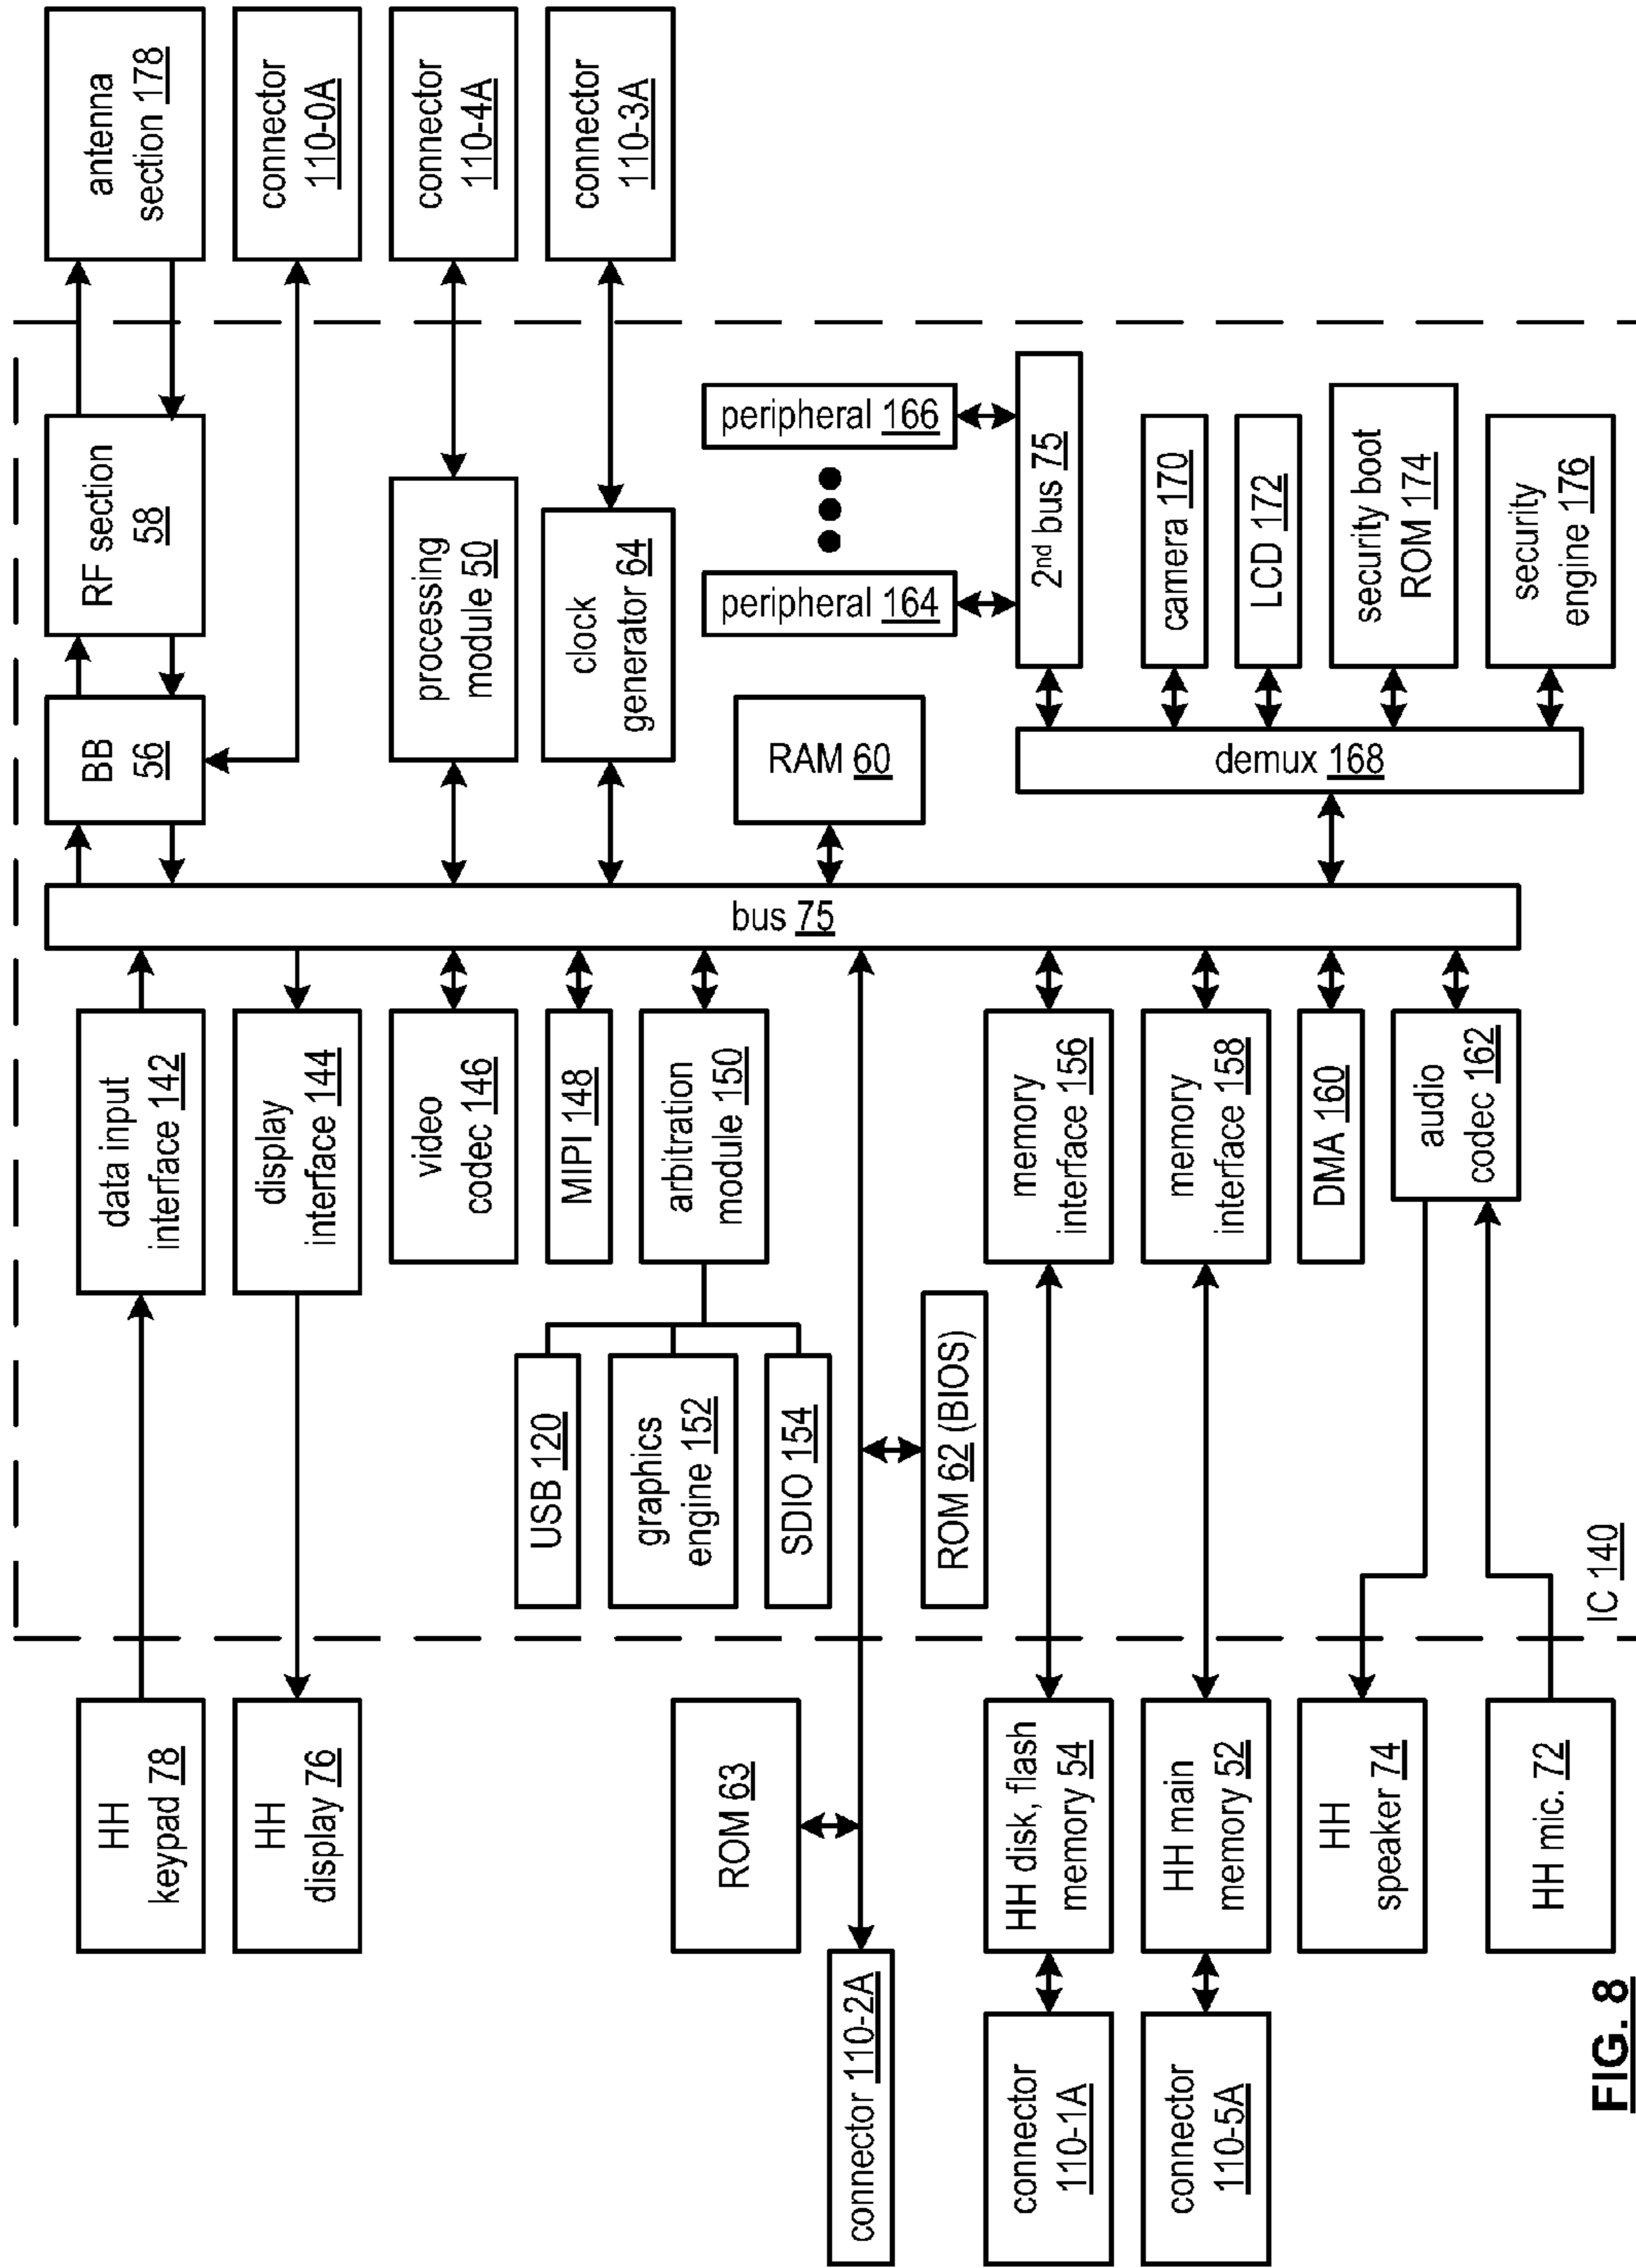 HH
keypad 78
HH
display 76
ROM 63
connector 110-2A
HH disk, flash
memory 54
connector
110-1A
HH main
memory 52
connector
110-5A
HH
speaker 74
HH mic. 72
data input
interface 142
display
interface 144
video
codec 146
MIPI 148
arbitration
module 150
USB 120
graphics
engine 152
SDIO 154
ROM 62 (BIOS)
memory
interface 156
memory
interface 158
DMA 160
audio
codec 162
IC 140
bus 75
BB
56
RF section
58
processing
module 50
clock
generator 64
RAM 60
peripheral 164
peripheral 166
2nd bus 75
demux 168
camera 170
LCD 172
security boot
ROM 174
security
engine 176
antenna
section 178
connector
110-0A
connector
110-4A
connector
110-3A
FIG. 8